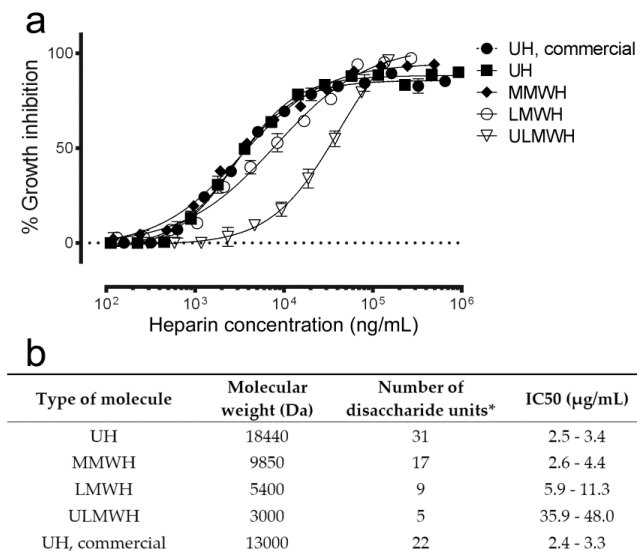 a
% Growth inhibition
100
50
0
10² 10³ 10⁴ 10⁵ 10⁶
Heparin concentration (ng/mL)
UH, commercial
UH
MMWH
LMWH
ULMWH
b
Type of molecule Molecular weight (Da) Number of disaccharide units* IC50 (µg/mL)
UH 18440 31 2.5 - 3.4
MMWH 9850 17 2.6 - 4.4
LMWH 5400 9 5.9 - 11.3
ULMWH 3000 5 35.9 - 48.0
UH, commercial 13000 22 2.4 - 3.3